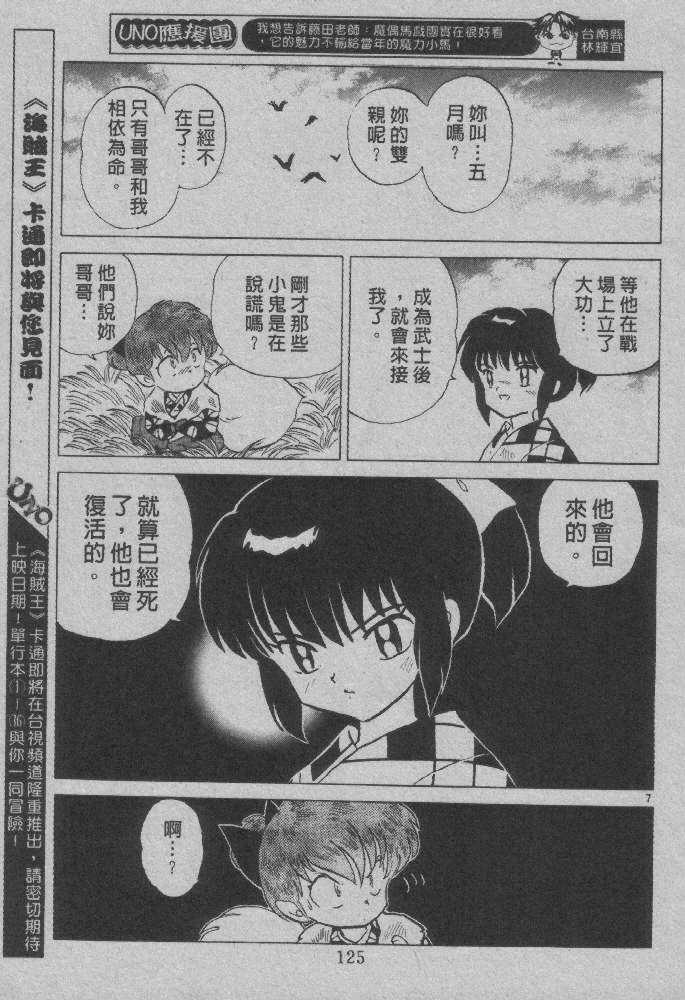 UNO應援團
我想告訴藤田老師：魔偶馬戲團實在很好看
，它的魅力不輸給當年的魔力小馬！
台南縣
林輝宜
妳叫…五
月嗎？
妳的雙
親呢？
已經不
在了…
只有哥哥和我
相依為命。
等他在戰
場上立了
大功…
成為武士後
，就會來接
我了。
剛才那些
小鬼是在
說謊嗎？
他們說妳
哥哥…
他會回
來的。
就算已經死
了，他也會
復活的。
7
啊…？
125
《海賊王》卡通即将與你見面！
UNO
《海賊王》卡通即將在台視頻道隆重推出，請密切期待
上映日期！單行本①－⑯與你一同冒險！